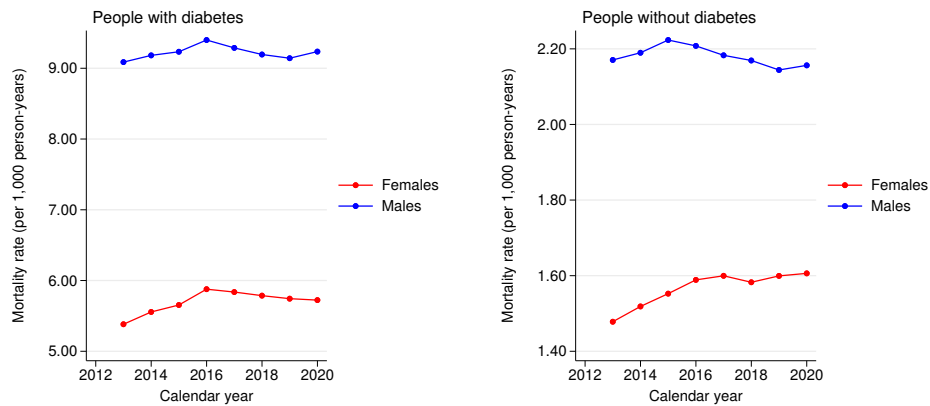 People with diabetes
Mortality rate (per 1,000 person-years)
9.00
8.00
7.00
6.00
5.00
2012 2014 2016 2018 2020
Calendar year
Females
Males
People without diabetes
Mortality rate (per 1,000 person-years)
2.20
2.00
1.80
1.60
1.40
2012 2014 2016 2018 2020
Calendar year
Females
Males